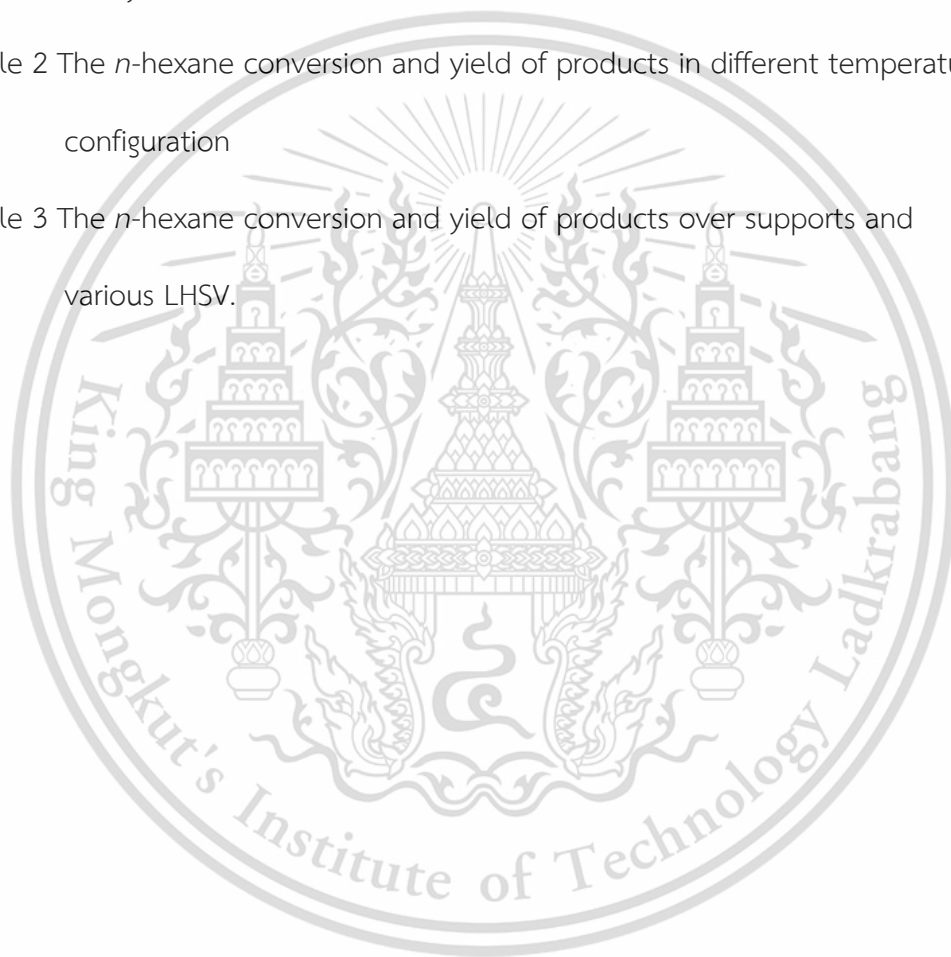 le 2 The n-hexane conversion and yield of products in different temperatu
configuration
le 3 The n-hexane conversion and yield of products over supports and
various LHSV.
King Mongkut's Institute of Technology Ladkrabang